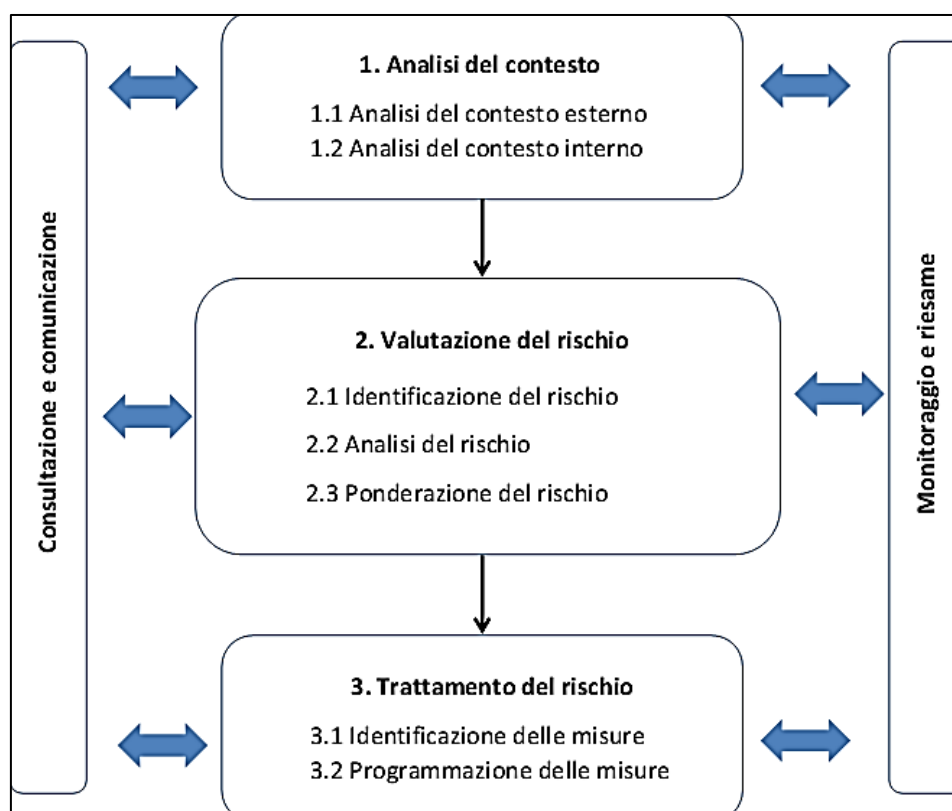 Consultazione e comunicazione
1. Analisi del contesto
1.1 Analisi del contesto esterno
1.2 Analisi del contesto interno
2. Valutazione del rischio
2.1 Identificazione del rischio
2.2 Analisi del rischio
2.3 Ponderazione del rischio
3. Trattamento del rischio
3.1 Identificazione delle misure
3.2 Programmazione delle misure
Monitoraggio e riesame